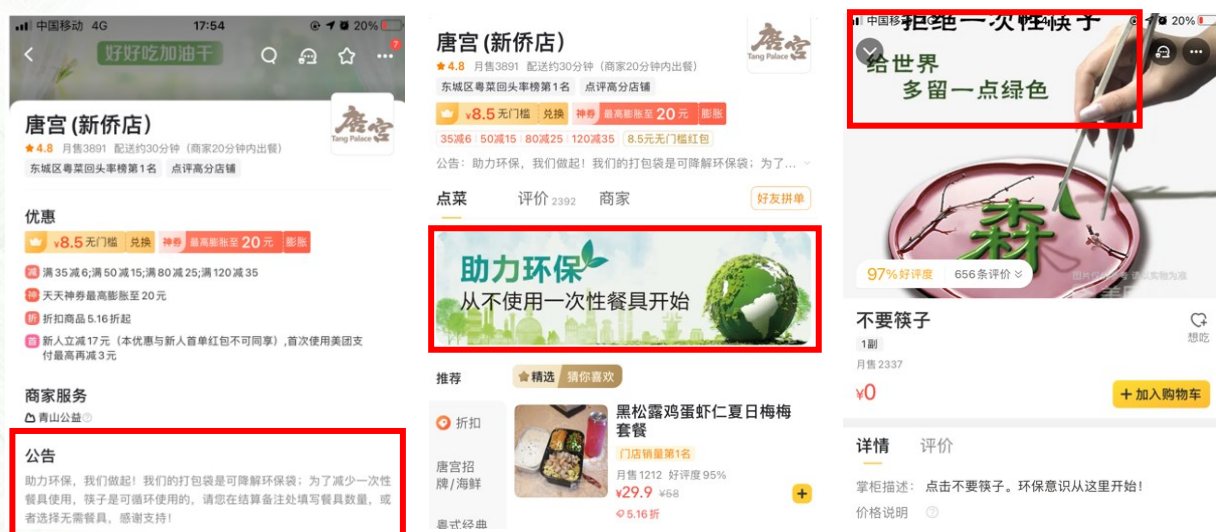 中国移动 4G 17:54 20%
好好吃加油干
7
唐宫(新侨店)
4.8 月售3891 配送约30分钟 (商家20分钟内出餐)
唐宫
Tang Palace
东城区粤菜回头率榜第1名 点评高分店铺
优惠
¥8.5无门槛 兑换 神券 最高膨胀至20元 膨胀
减 满35减6;满50减15;满80减25;满120减35
神 天天神券最高膨胀至20元
折 折扣商品5.16折起
首 新人立减17元(本优惠与新人首单红包不可同享),首次使用美团支
付最高再减3元
商家服务
青山公益
公告
助力环保,我们做起!我们的打包袋是可降解环保袋;为了减少一次性
餐具使用,筷子是可循环使用的,请您在结算备注处填写餐具数量,或
者选择无需餐具,感谢支持!
唐宫(新侨店)
4.8 月售3891 配送约30分钟 (商家20分钟内出餐)
唐宫
Tang Palace
东城区粤菜回头率榜第1名 点评高分店铺
¥8.5无门槛 兑换 神券 最高膨胀至20元 膨胀
35减6 50减15 80减25 120减35 8.5元无门槛红包
公告:助力环保,我们做起!我们的打包袋是可降解环保袋;为了...
点菜 评价2392 商家 好友拼单
助力环保
从不使用一次性餐具开始
推荐 精选 猜你喜欢
折扣
唐宫招
牌/海鲜
粤式经典
黑松露鸡蛋虾仁夏日梅梅
套餐
门店销量第1名
月售1212 好评度95%
¥29.9 ¥58
5.16折
中国移动 20%
拒绝一次性筷子
给世界
多留一点绿色
森
97%好评度 656条评价
不要筷子
想吃
1副
月售2337
¥0
+加入购物车
详情 评价
掌柜描述: 点击不要筷子。环保意识从这里开始!
价格说明